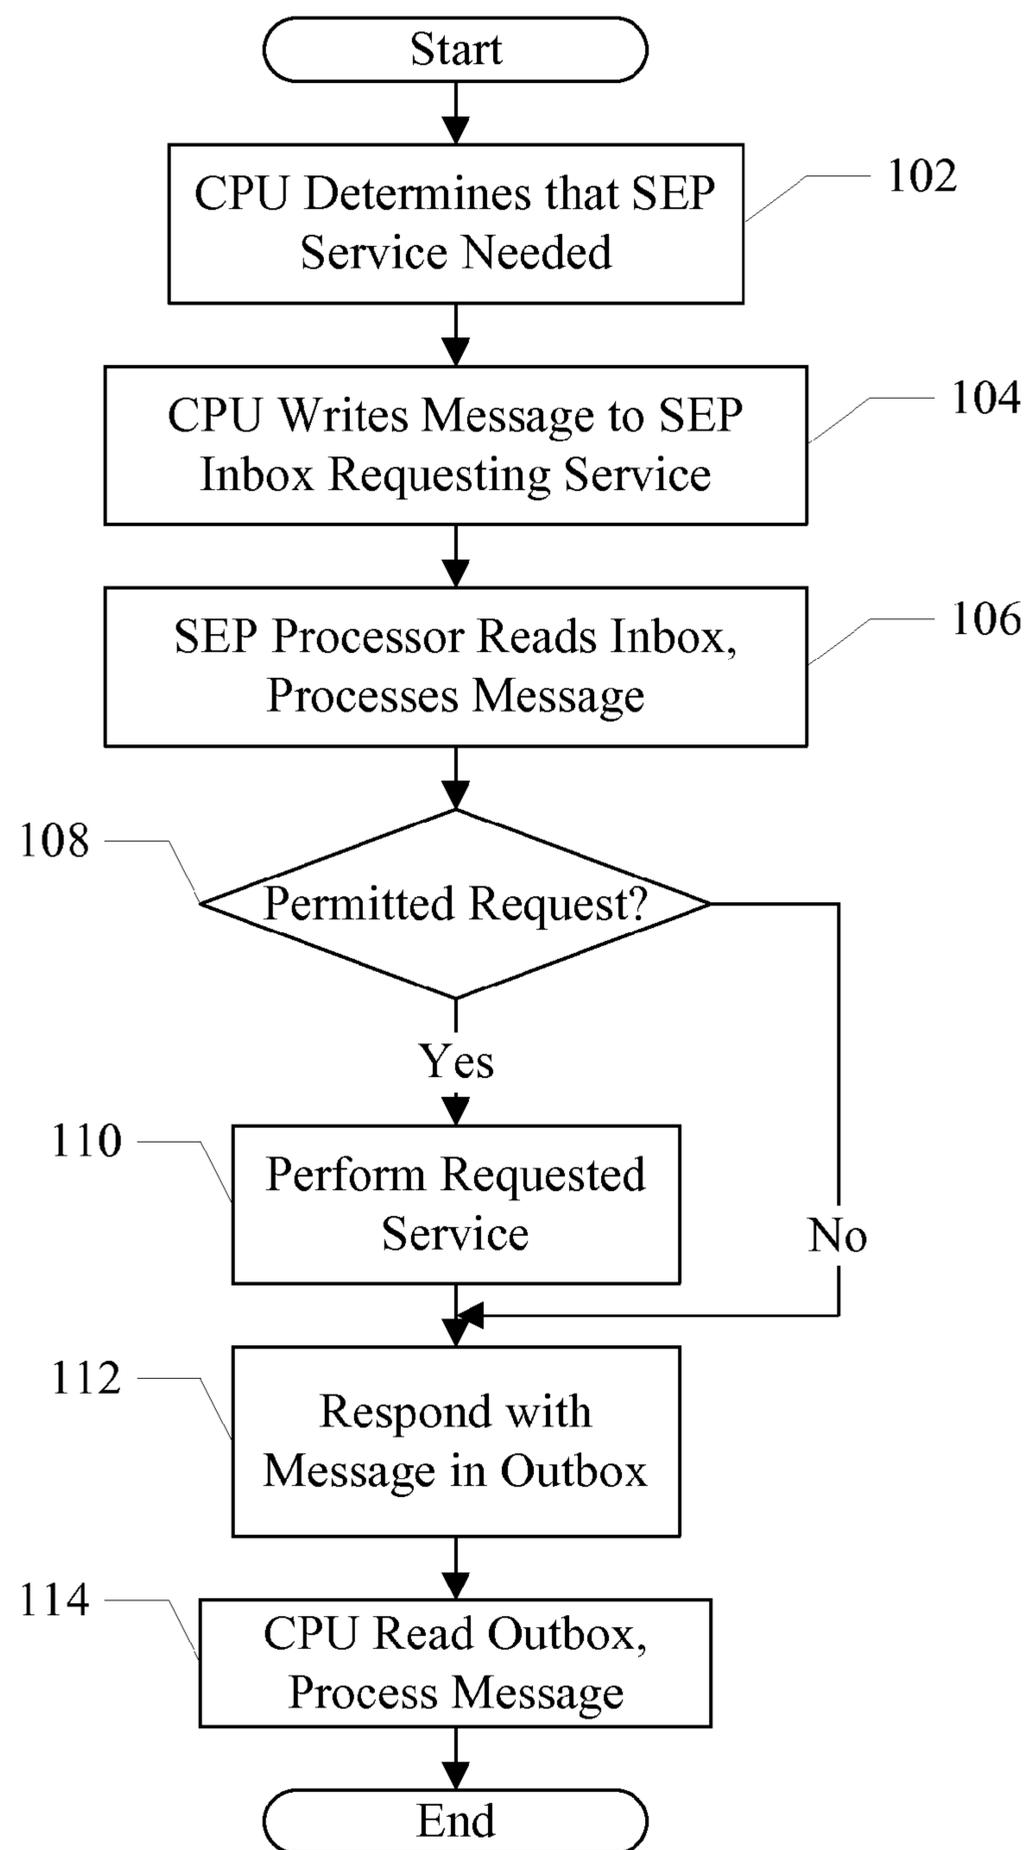 Start
CPU Determines that SEP
Service Needed
102
CPU Writes Message to SEP
Inbox Requesting Service
104
SEP Processor Reads Inbox,
Processes Message
106
108
Permitted Request?
Yes
110
Perform Requested
Service
No
112
Respond with
Message in Outbox
114
CPU Read Outbox,
Process Message
End